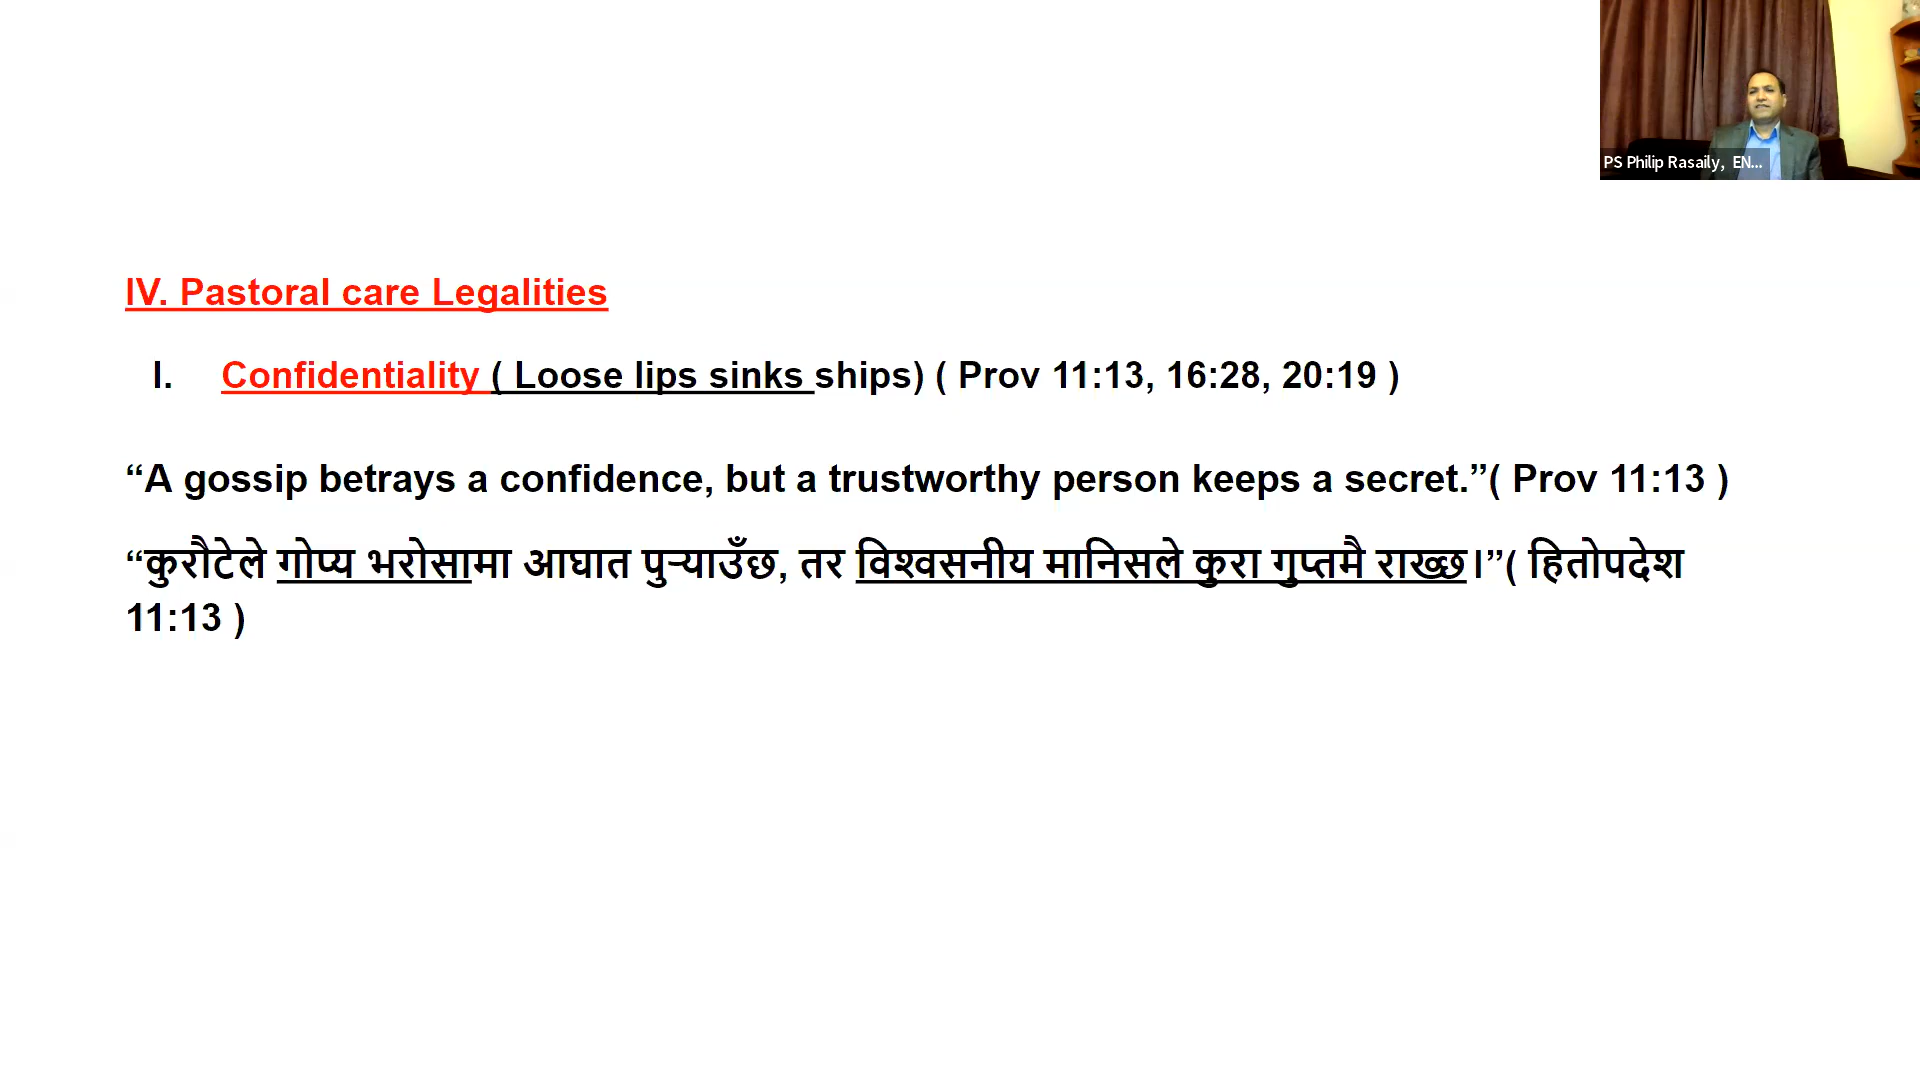 PS Philip Rasaily, EN...
IV. Pastoral care Legalities
I. Confidentiality ( Loose lips sinks ships) ( Prov 11:13, 16:28, 20:19 )
“A gossip betrays a confidence, but a trustworthy person keeps a secret.”( Prov 11:13 )
“कुरौटेले गोप्य भरोसामा आघात पुर्‍याउँछ, तर विश्वसनीय मानिसले कुरा गुप्तमै राख्छ।”( हितोपदेश
11:13 )